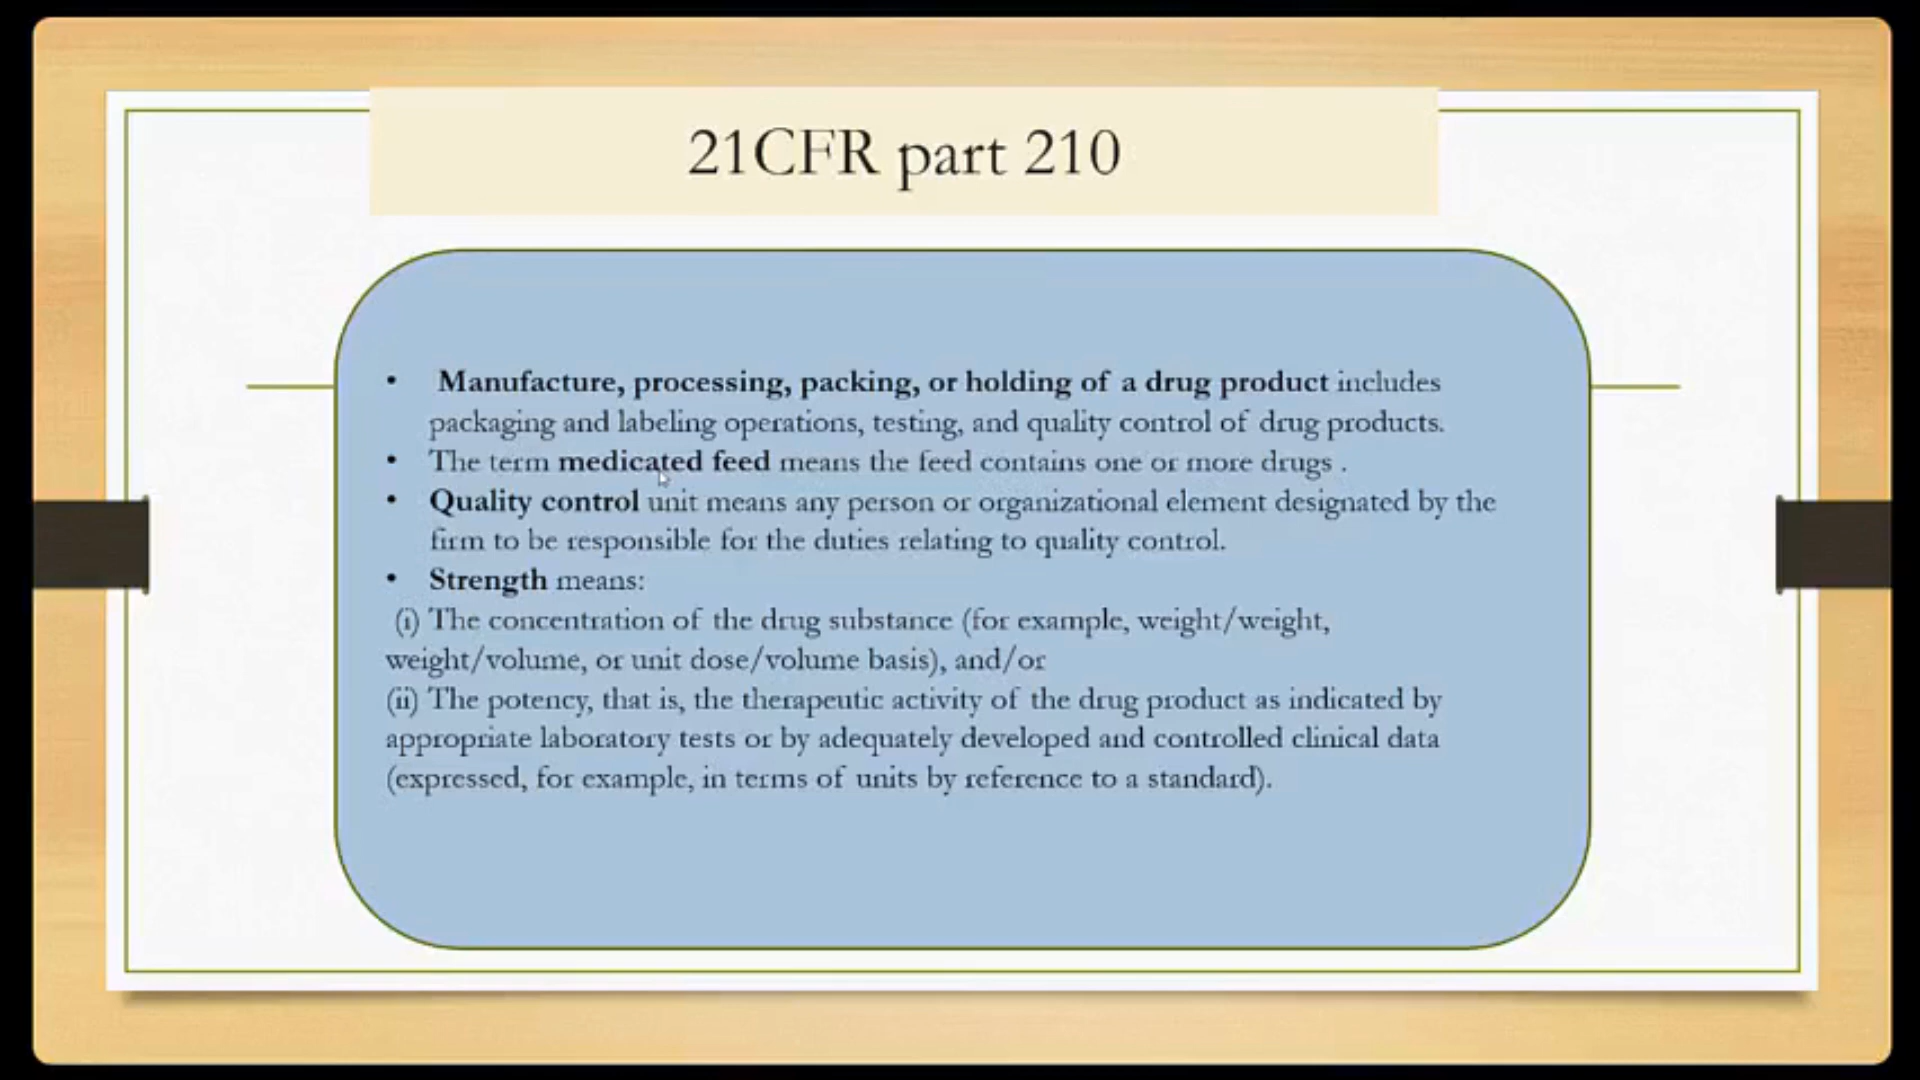 21CFR part 210
• Manufacture, processing, packing, or holding of a drug product includes
packaging and labeling operations, testing, and quality control of drug products.
• The term medicated feed means the feed contains one or more drugs .
• Quality control unit means any person or organizational element designated by the
firm to be responsible for the duties relating to quality control.
• Strength means:
(i) The concentration of the drug substance (for example, weight/weight,
weight/volume, or unit dose/volume basis), and/or
(ii) The potency, that is, the therapeutic activity of the drug product as indicated by
appropriate laboratory tests or by adequately developed and controlled clinical data
(expressed, for example, in terms of units by reference to a standard).